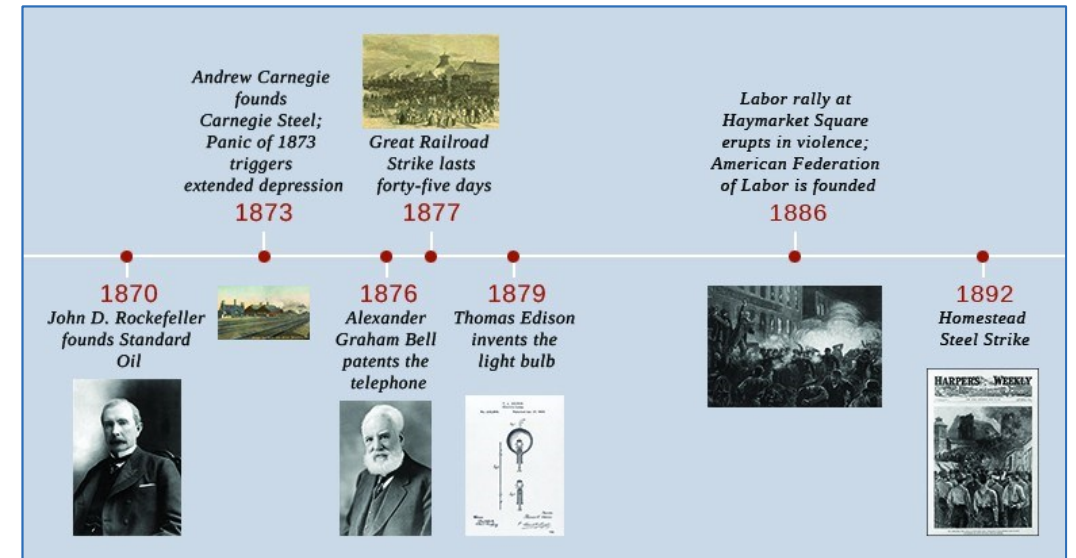 Andrew Carnegie
founds
Carnegie Steel;
Panic of 1873
triggers
extended depression
1873
Great Railroad
Strike lasts
forty-five days
1877
Labor rally at
Haymarket Square
erupts in violence;
American Federation
of Labor is founded
1886
1870
John D. Rockefeller
founds Standard
Oil
1876
Alexander
Graham Bell
patents the
telephone
1879
Thomas Edison
invents the
light bulb
1892
Homestead
Steel Strike
HARPER'S WEEKLY